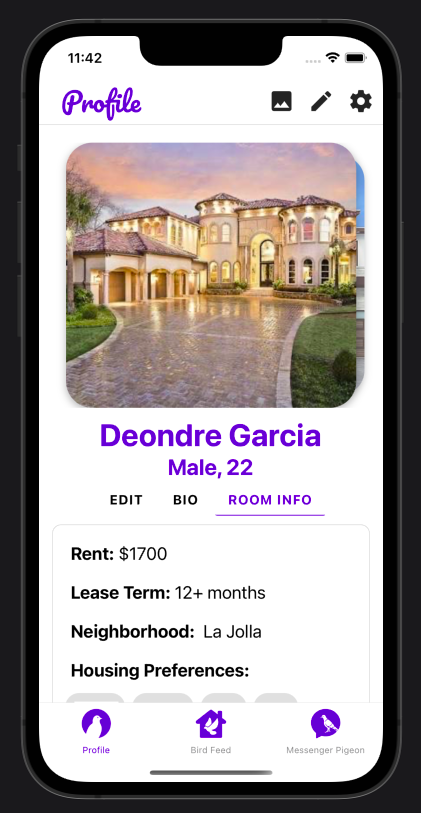 11:42
Profile
Deondre Garcia
Male, 22
EDIT BIO ROOM INFO
Rent: $1700
Lease Term: 12+ months
Neighborhood: La Jolla
Housing Preferences:
Profile Bird Feed Messenger Pigeon